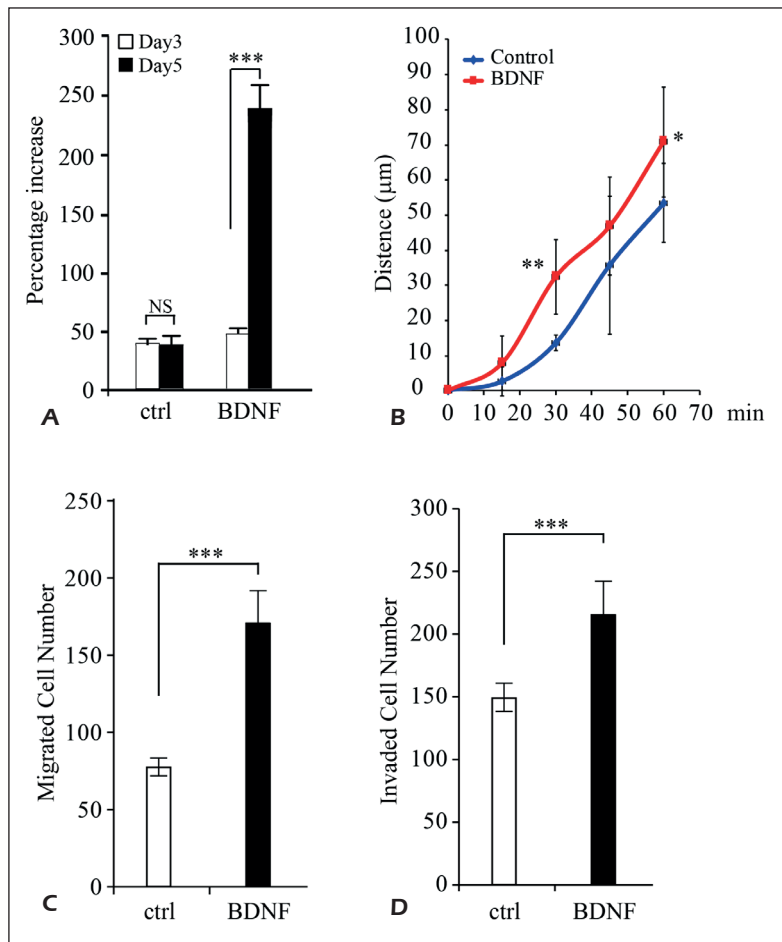 300
250
200
150
100
50
0
Percentage increase
Day3
Day5
***
NS
ctrl
BDNF
A
100
90
80
70
60
50
40
30
20
10
0
Distence (μm)
Control
BDNF
**
*
0
10
20
30
40
50
60
70
min
B
250
200
150
100
50
0
Migrated Cell Number
***
ctrl
BDNF
C
300
250
200
150
100
50
0
Invaded Cell Number
***
ctrl
BDNF
D